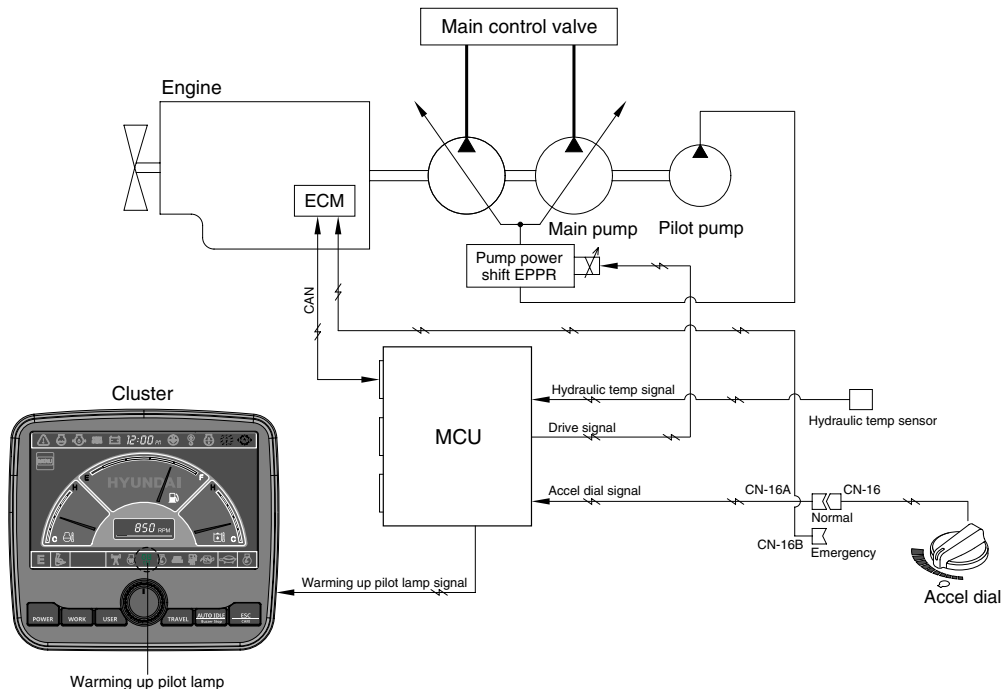 Main control valve
Engine
ECM
Main pump
Pilot pump
Pump power
shift EPPR
CAN
Cluster
MCU
Hydraulic temp signal
Hydraulic temp sensor
Drive signal
Accel dial signal
CN-16A
CN-16
Normal
CN-16B
Emergency
Accel dial
Warming up pilot lamp signal
12:00
MENU
E
F
H
H
HYUNDAI
850 RPM
C
C
E
POWER
WORK
USER
TRAVEL
AUTO IDLE
ESC
Warming up pilot lamp